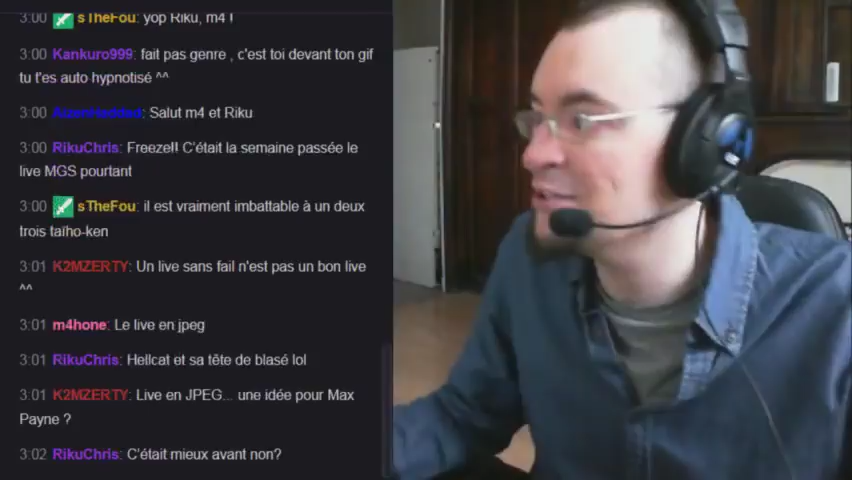 3:00 sTheFou: yop Riku, m4 !
3:00 Kankuro999: fait pas genre , c'est toi devant ton gif
tu t'es auto hypnotisé ^^
3:00 : Salut m4 et Riku
3:00 RikuChris: Freeze!! C'était la semaine passée le
live MGS pourtant
3:00 sTheFou: il est vraiment imbattable à un deux
trois taïho-ken
3:01 K2MZERTY: Un live sans fail n'est pas un bon live
^^
3:01 m4hone: Le live en jpeg
3:01 RikuChris: Hellcat et sa tête de blasé lol
3:01 K2MZERTY: Live en JPEG... une idée pour Max
Payne ?
3:02 RikuChris: C'était mieux avant non?